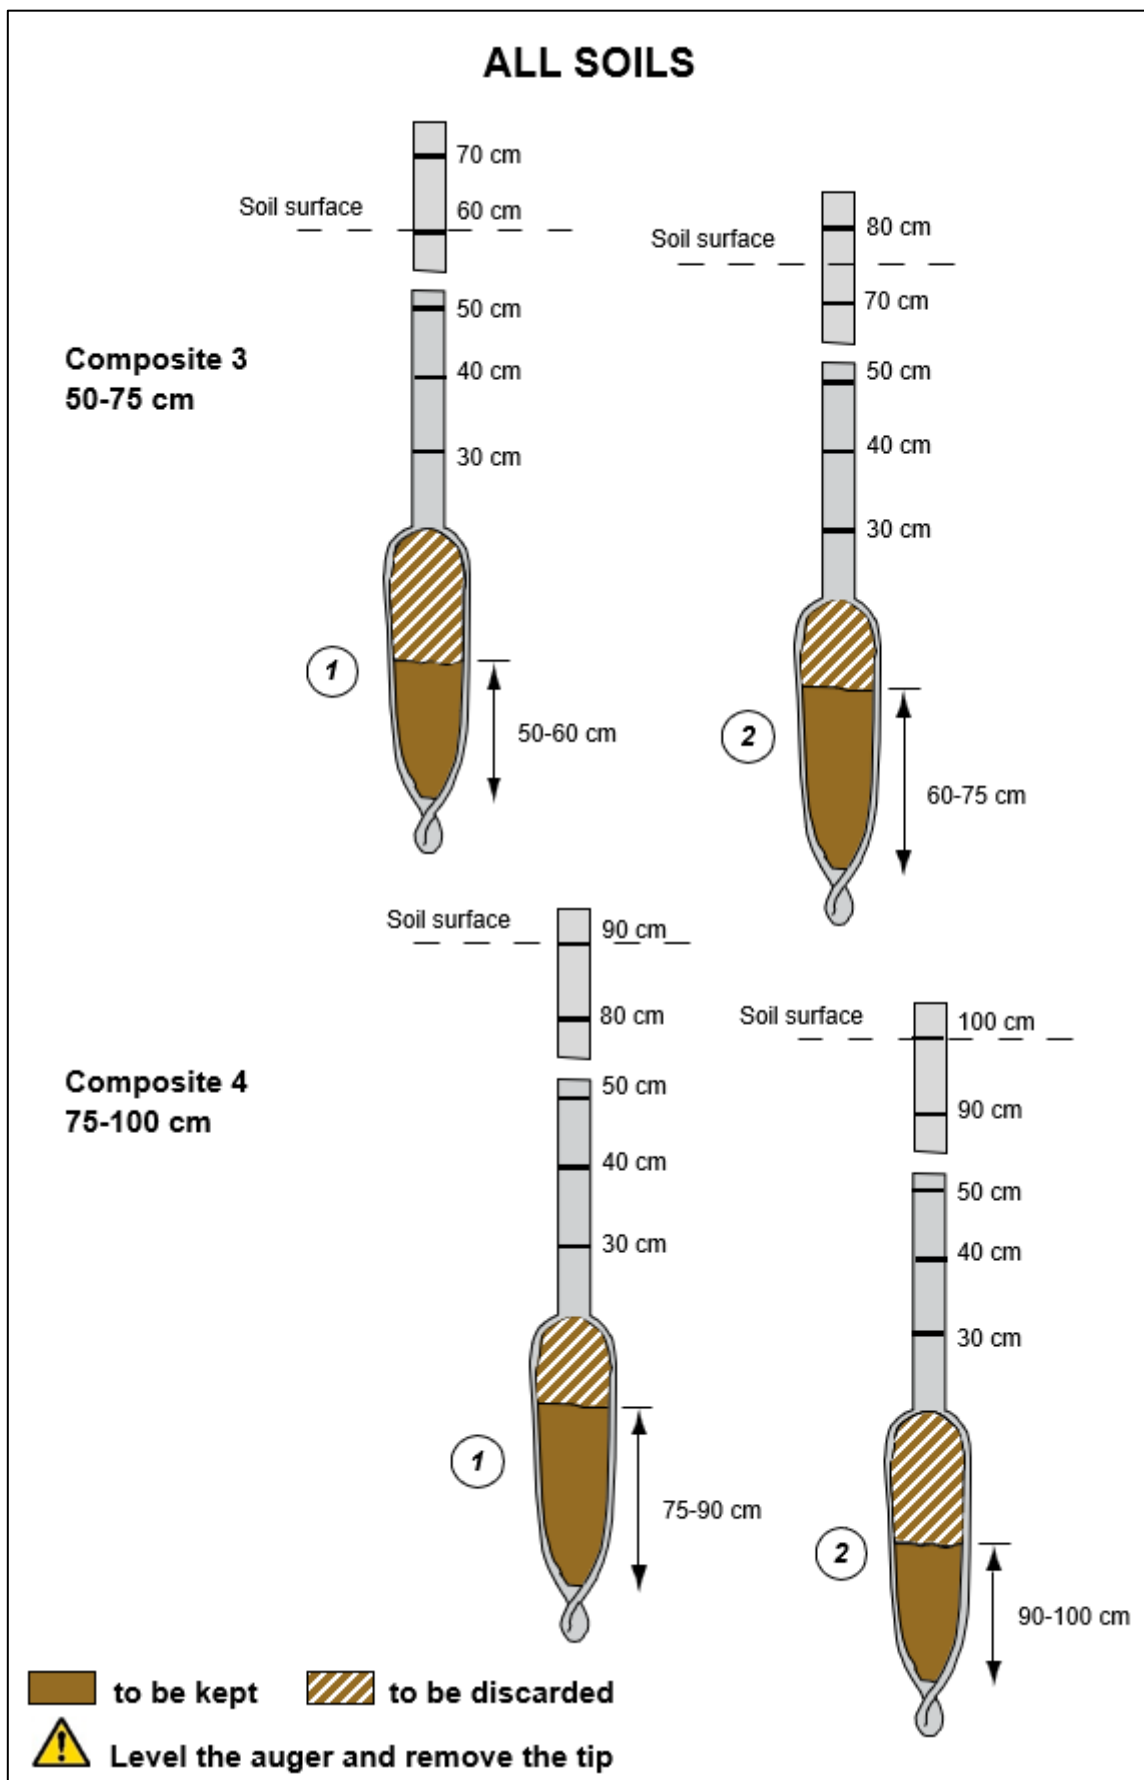 ALL SOILS
70 cm
Soil surface
60 cm
50 cm
Composite 3
50-75 cm
40 cm
30 cm
1
50-60 cm
80 cm
Soil surface
70 cm
50 cm
40 cm
30 cm
2
60-75 cm
Soil surface
90 cm
80 cm
Composite 4
75-100 cm
50 cm
40 cm
30 cm
1
75-90 cm
Soil surface
100 cm
90 cm
50 cm
40 cm
30 cm
2
90-100 cm
to be kept
to be discarded
Level the auger and remove the tip